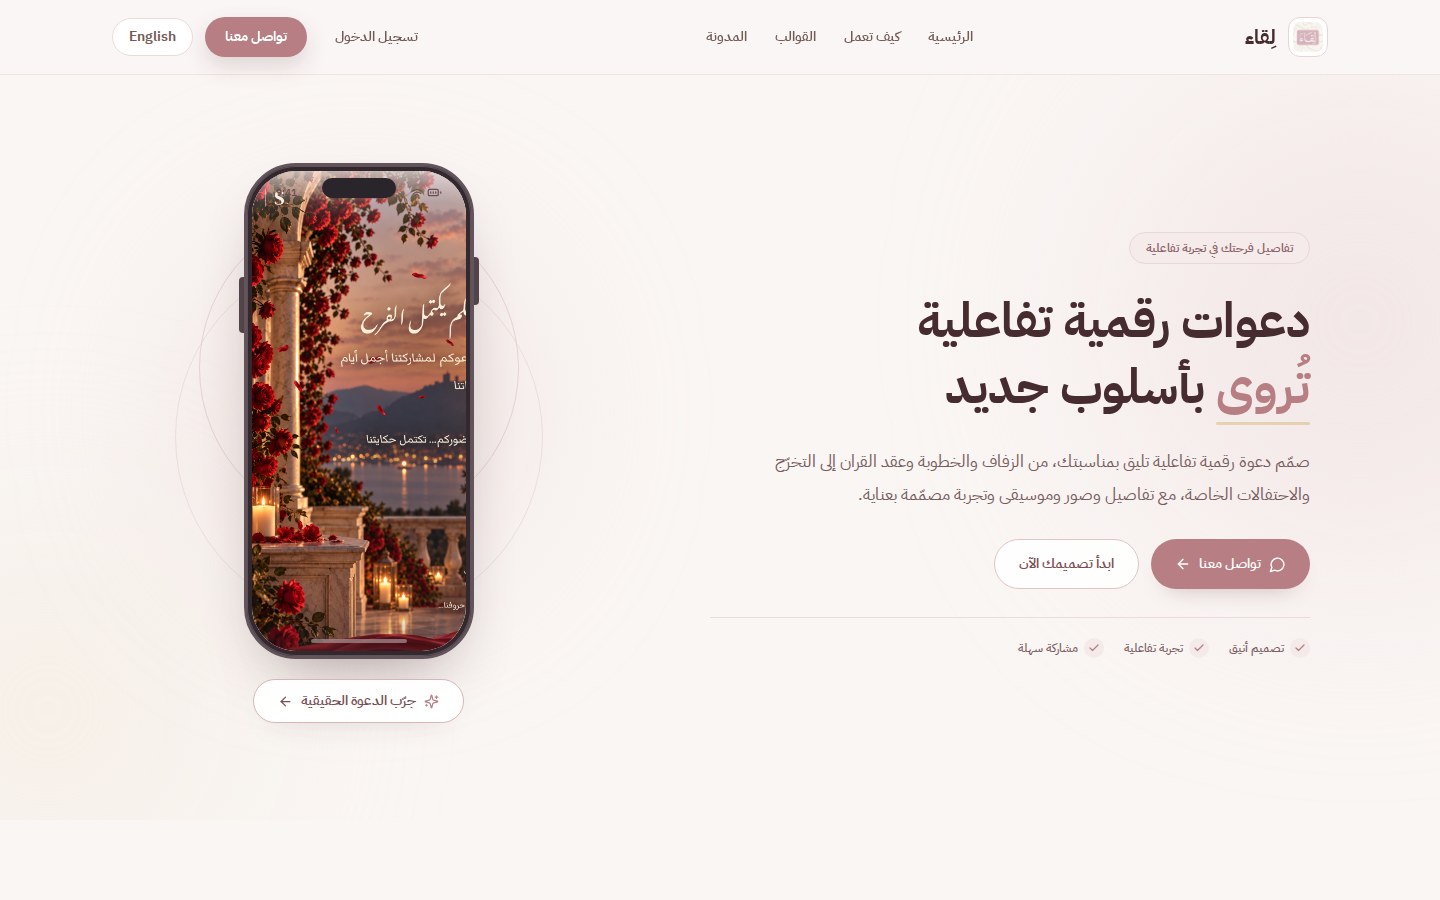 لِقاء
الرئيسية
كيف تعمل
القوالب
المدونة
تسجيل الدخول
تواصل معنا
English
تفاصيل فرحتك في تجربة تفاعلية
دعوات رقمية تفاعلية
تُروى بأسلوب جديد
صمّم دعوة رقمية تفاعلية تليق بمناسبتك، من الزفاف والخطوبة وعقد القران إلى التخرّج
والاحتفالات الخاصة، مع تفاصيل وصور وموسيقى وتجربة مصمّمة بعناية.
تواصل معنا
ابدأ تصميمك الآن
تصميم أنيق
تجربة تفاعلية
مشاركة سهلة
S
يكتمل الفرح
لمشاركتنا أجمل أيام
تكتمل حكايتنا
جرّب الدعوة الحقيقية